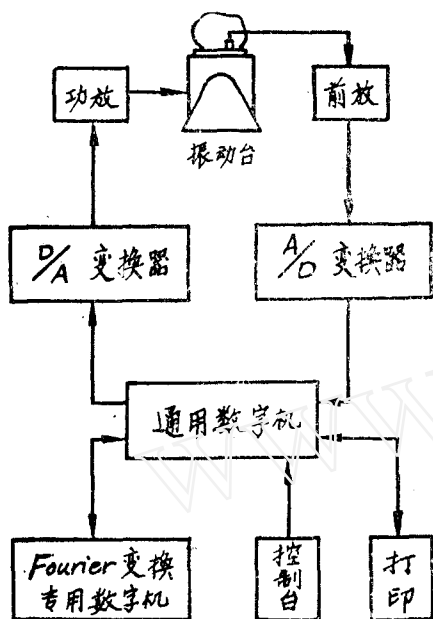 功放
前放
振动台
D/A 变换器
A/D 变换器
通用数字机
Fourier 变换
专用数字机
控
制
台
打
印
WWW